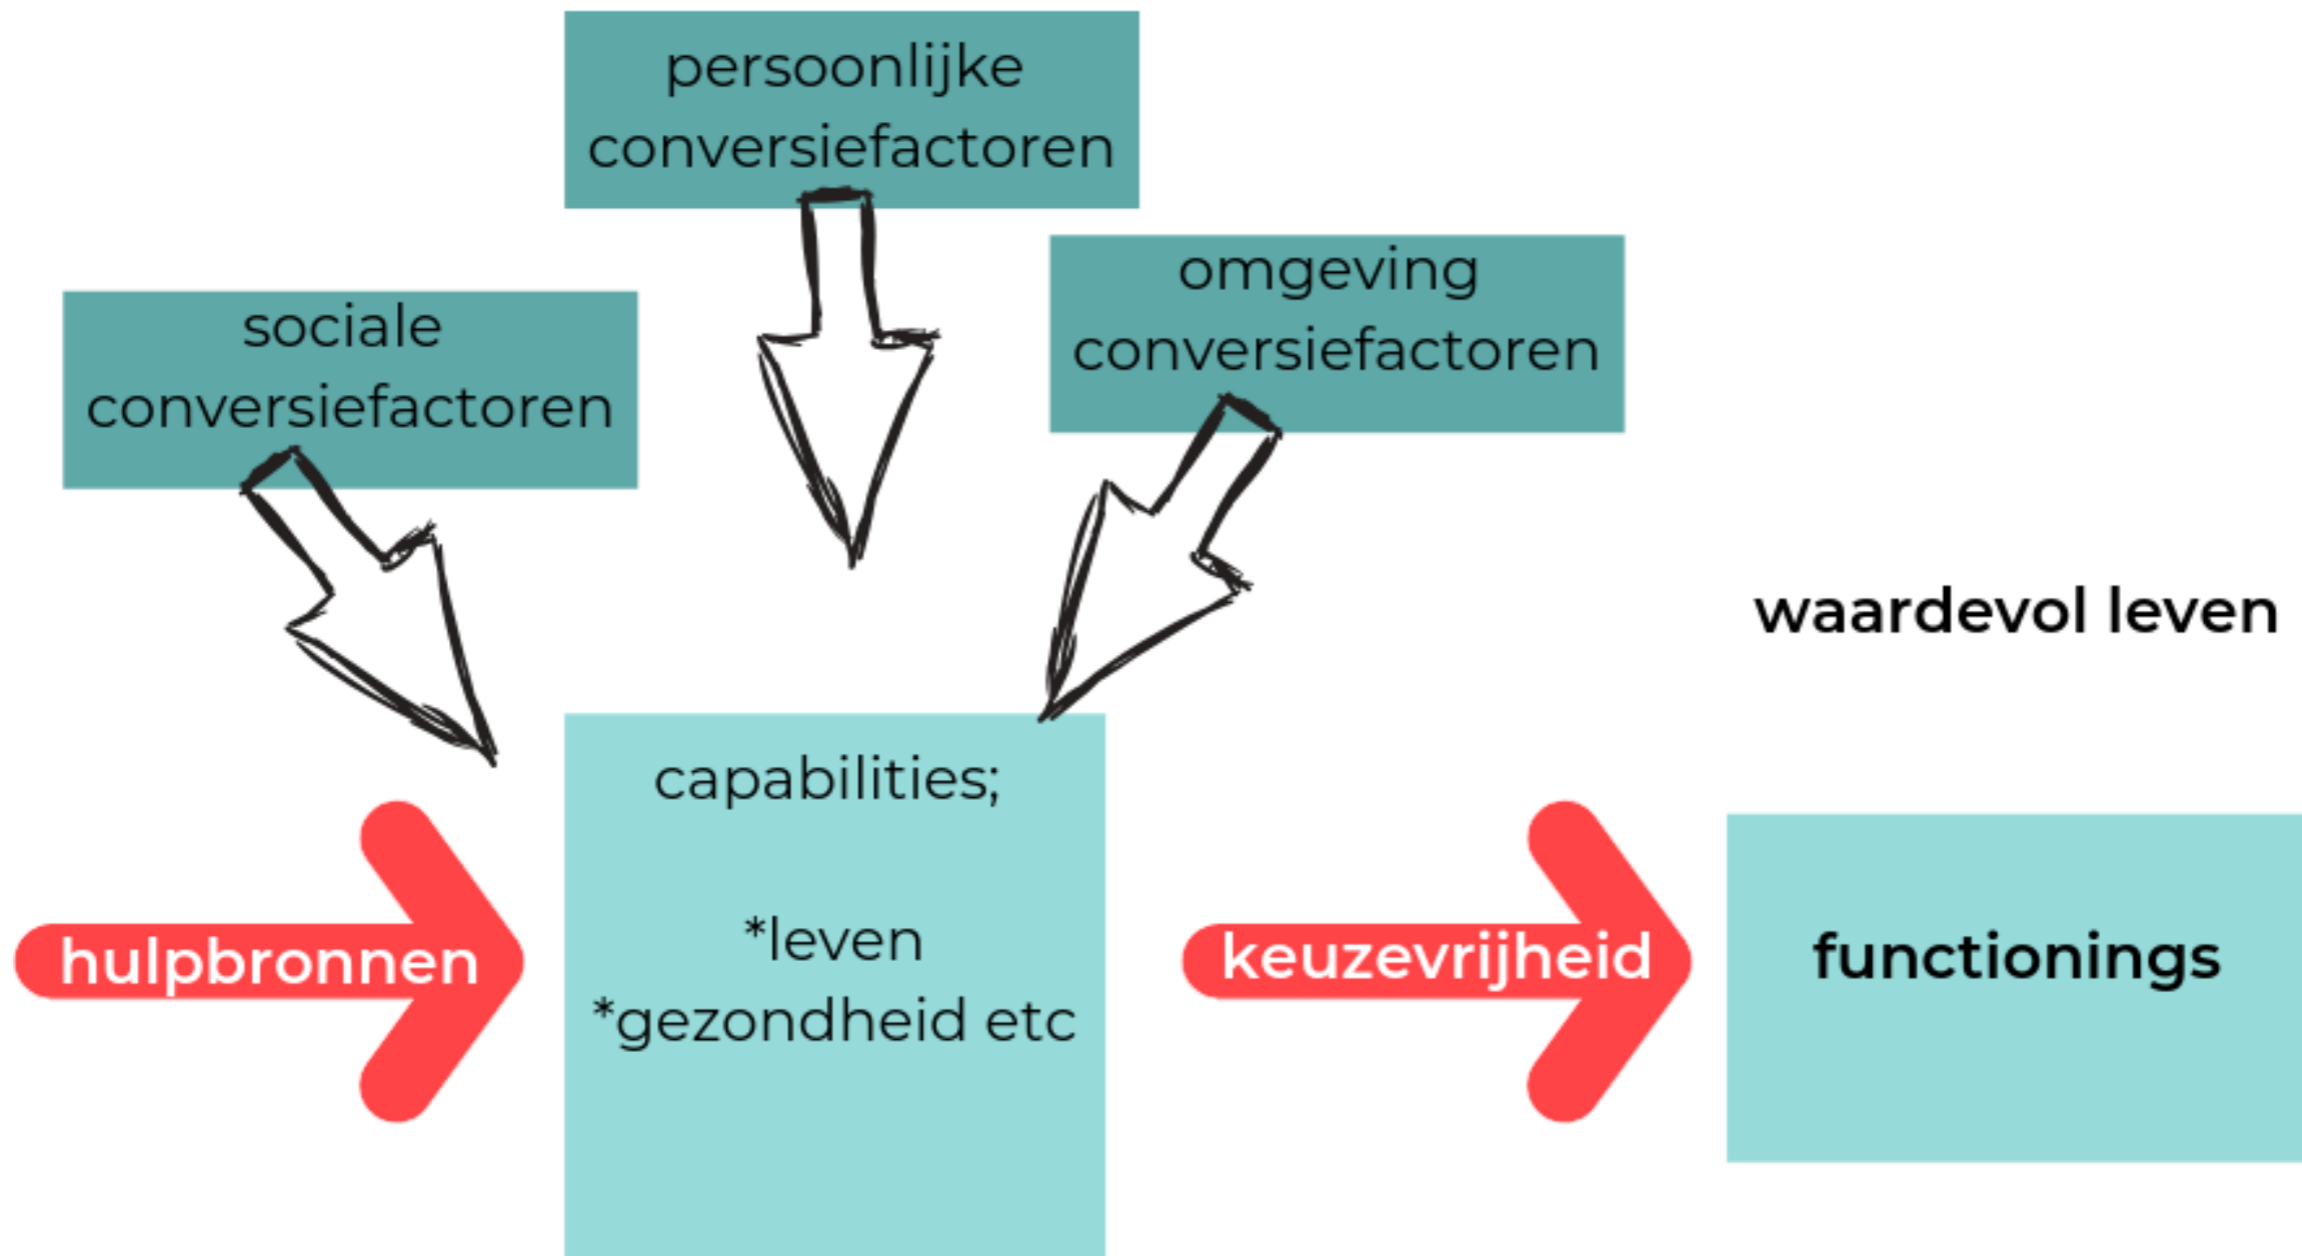 persoonlijke
conversiefactoren
omgeving
conversiefactoren
sociale
conversiefactoren
waardevol leven
capabilities;
*leven
*gezondheid etc
hulpbronnen
keuzevrijheid
functionings